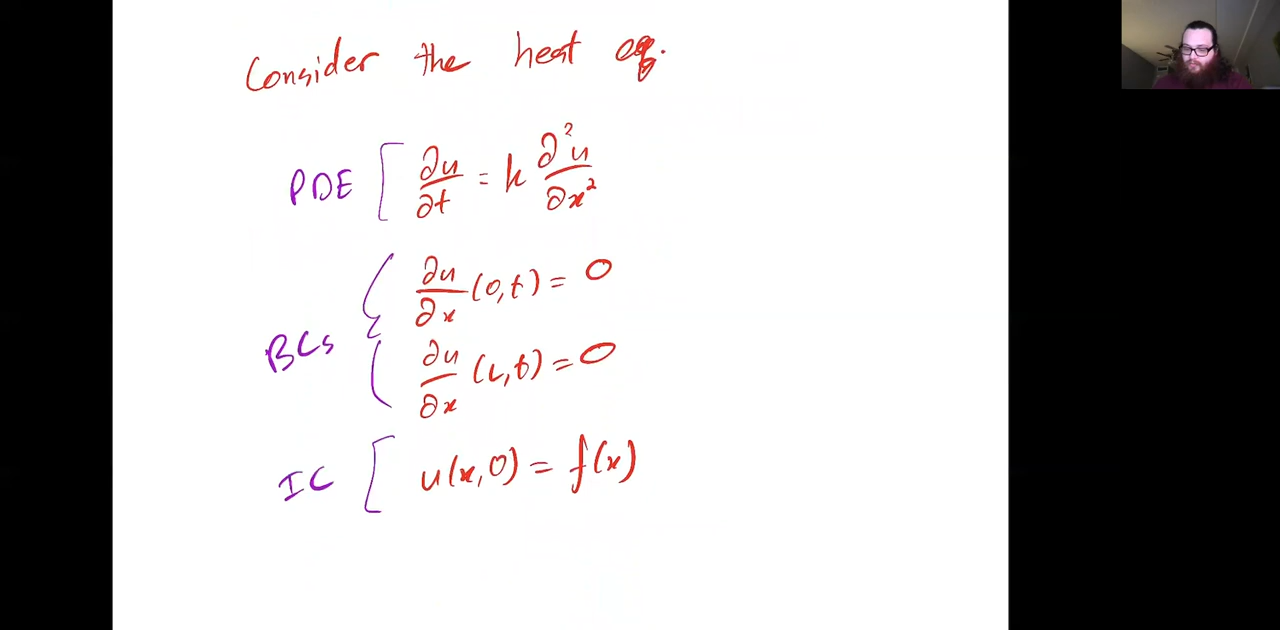 Consider the heat eq.
PDE [ ∂u/∂t = k ∂²u/∂x²
BCs { ∂u/∂x (0,t) = 0
∂u/∂x (L,t) = 0
IC [ u(x,0) = f(x)